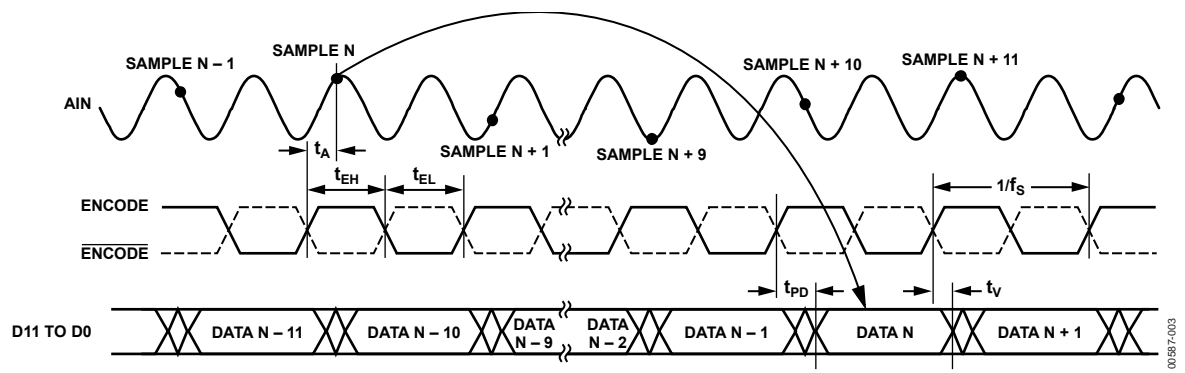 SAMPLE N – 1
SAMPLE N
SAMPLE N + 10
SAMPLE N + 11
AIN
SAMPLE N + 1
SAMPLE N + 9
tA
tEH
tEL
1/fS
ENCODE
ENCODE
tPD
tV
D11 TO D0
DATA N – 11
DATA N – 10
DATA
N – 9
DATA
N – 2
DATA N – 1
DATA N
DATA N + 1
00587-003